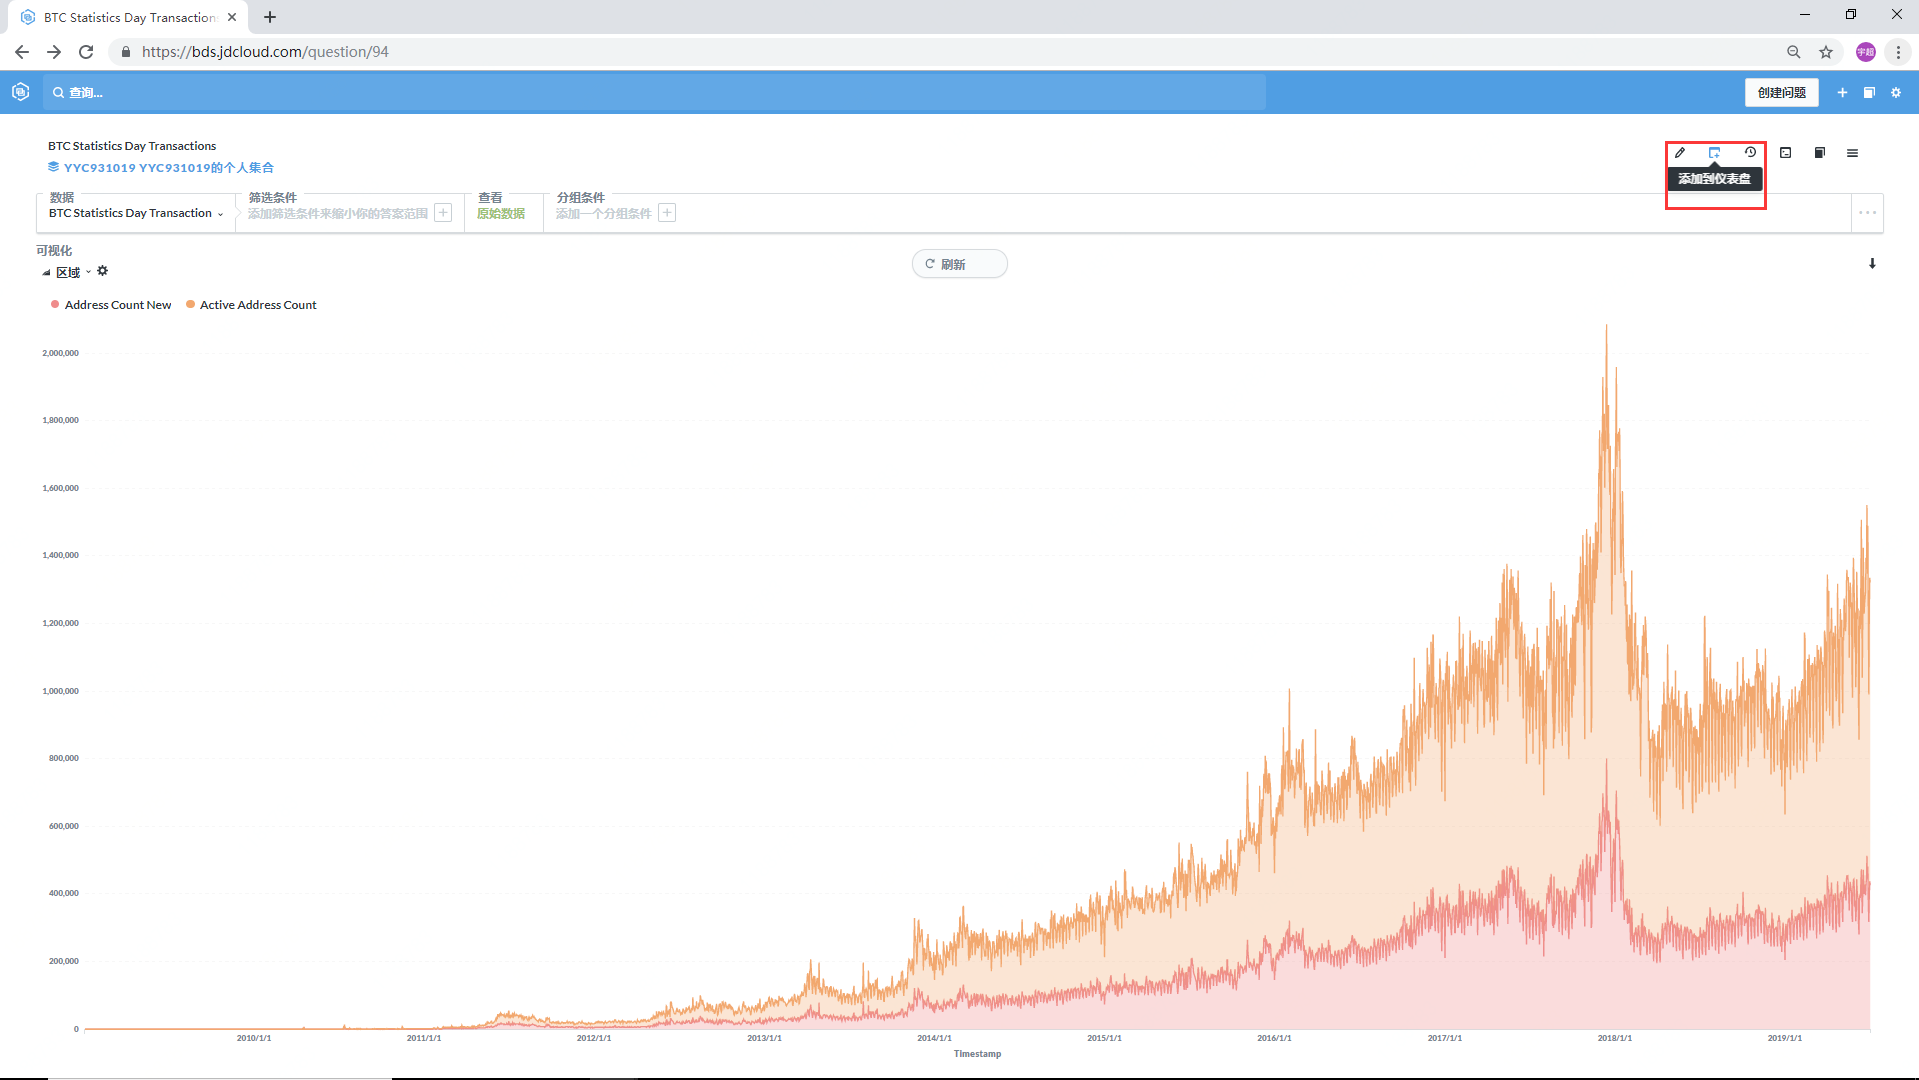 BTC Statistics Day Transaction
https://bds.jdcloud.com/question/94
宇超
查询...
创建问题
BTC Statistics Day Transactions
YYC931019 YYC931019的个人集合
添加到仪表盘
数据
BTC Statistics Day Transaction
筛选条件
添加筛选条件来缩小你的答案范围
查看
原始数据
分组条件
添加一个分组条件
可视化
区域
刷新
Address Count New
Active Address Count
2,000,000
1,800,000
1,600,000
1,400,000
1,200,000
1,000,000
800,000
600,000
400,000
200,000
0
2010/1/1
2011/1/1
2012/1/1
2013/1/1
2014/1/1
2015/1/1
2016/1/1
2017/1/1
2018/1/1
2019/1/1
Timestamp